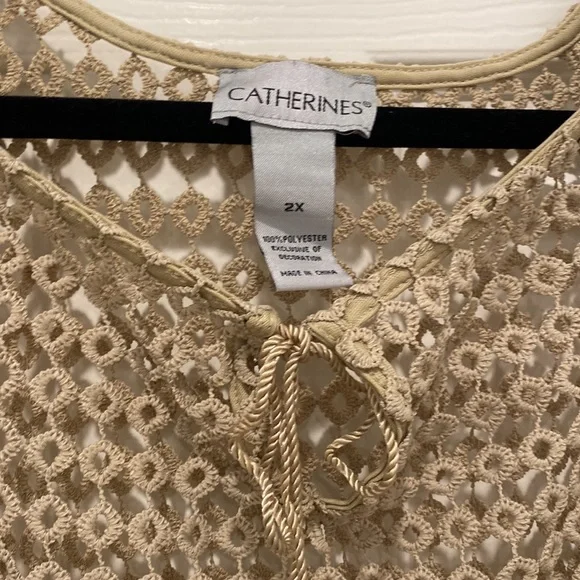 CATHERINES®
2X
100% POLYESTER
EXCLUSIVE OF
DECORATION
MADE IN CHINA